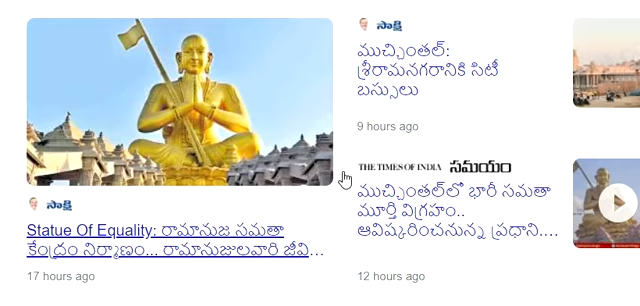 సాక్షి
Statue Of Equality: రామానుజ సమతా
కేంద్రం నిర్మాణం... రామానుజులవారి జీవి...
17 hours ago
సాక్షి
ముచ్చింతల్:
శ్రీరామనగరానికి సిటీ
బస్సులు
9 hours ago
THE TIMES OF INDIA సమయం
ముచ్చింతల్‌లో భారీ సమతా
మూర్తి విగ్రహం..
ఆవిష్కరించనున్న ప్రధాని....
12 hours ago